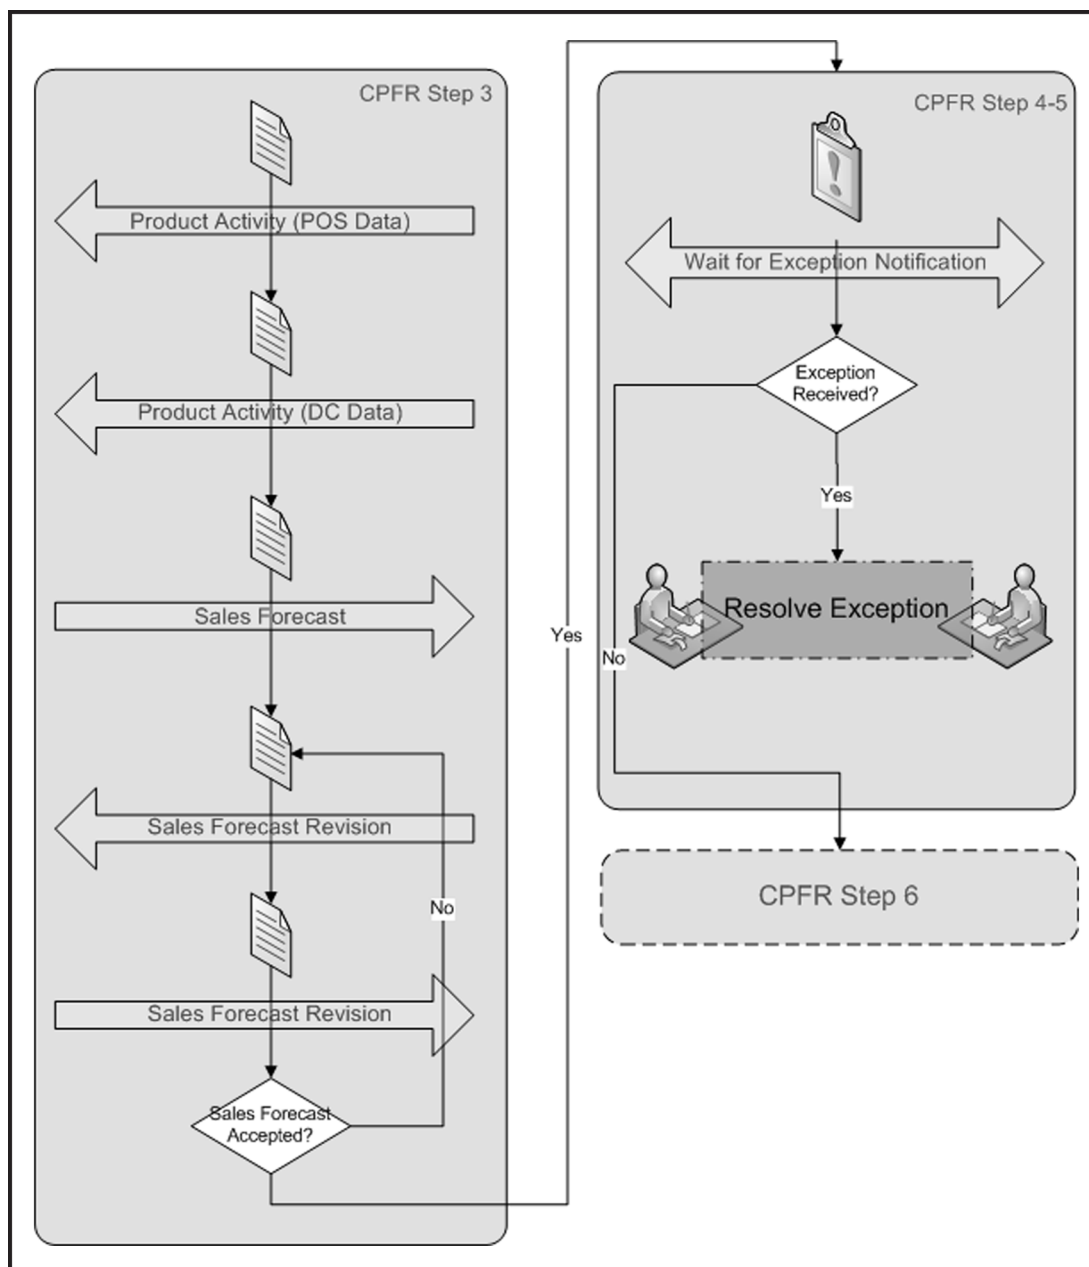 CPFR Step 3
Product Activity (POS Data)
Product Activity (DC Data)
Sales Forecast
Sales Forecast Revision
No
Sales Forecast Revision
Sales Forecast
Accepted?
Yes
CPFR Step 4-5
Wait for Exception Notification
Exception
Received?
Yes
Resolve Exception
No
CPFR Step 6